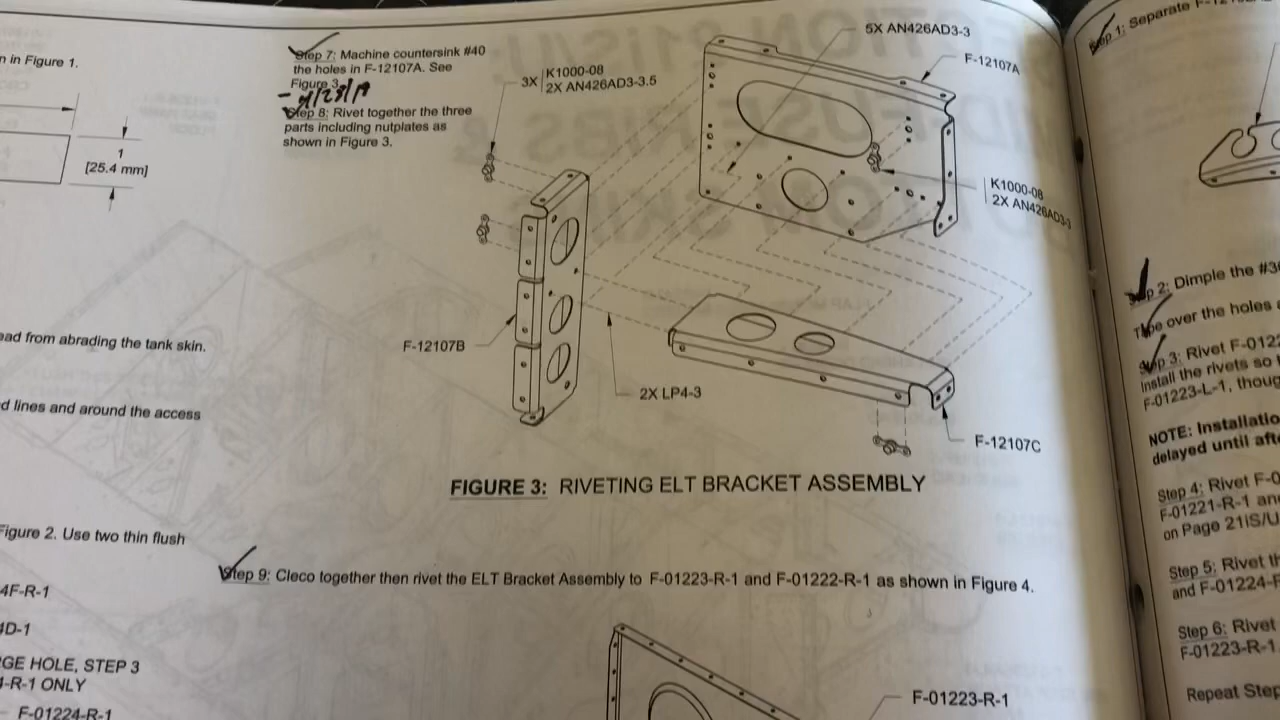 n in Figure 1.
1
[25.4 mm]
ead from abrading the tank skin.
d lines and around the access
Figure 2. Use two thin flush
4F-R-1
4D-1
RGE HOLE, STEP 3
4-R-1 ONLY
F-01224-R-1
Step 7: Machine countersink #40
the holes in F-12107A. See
Figure 3.
Step 8: Rivet together the three
parts including nutplates as
shown in Figure 3.
3X K1000-08
2X AN426AD3-3.5
5X AN426AD3-3
F-12107A
K1000-08
2X AN426AD3-3
F-12107B
2X LP4-3
F-12107C
FIGURE 3: RIVETING ELT BRACKET ASSEMBLY
Step 9: Cleco together then rivet the ELT Bracket Assembly to F-01223-R-1 and F-01222-R-1 as shown in Figure 4.
F-01223-R-1
Step 1: Separate
Step 2: Dimple the #3
Tape over the holes
Step 3: Rivet F-0122
Install the rivets so
F-01223-L-1, thoug
NOTE: Installatio
delayed until afte
Step 4: Rivet F-0
F-01221-R-1 an
on Page 21iS/U
Step 5: Rivet th
and F-01224-F
Step 6: Rivet
F-01223-R-1
Repeat Step